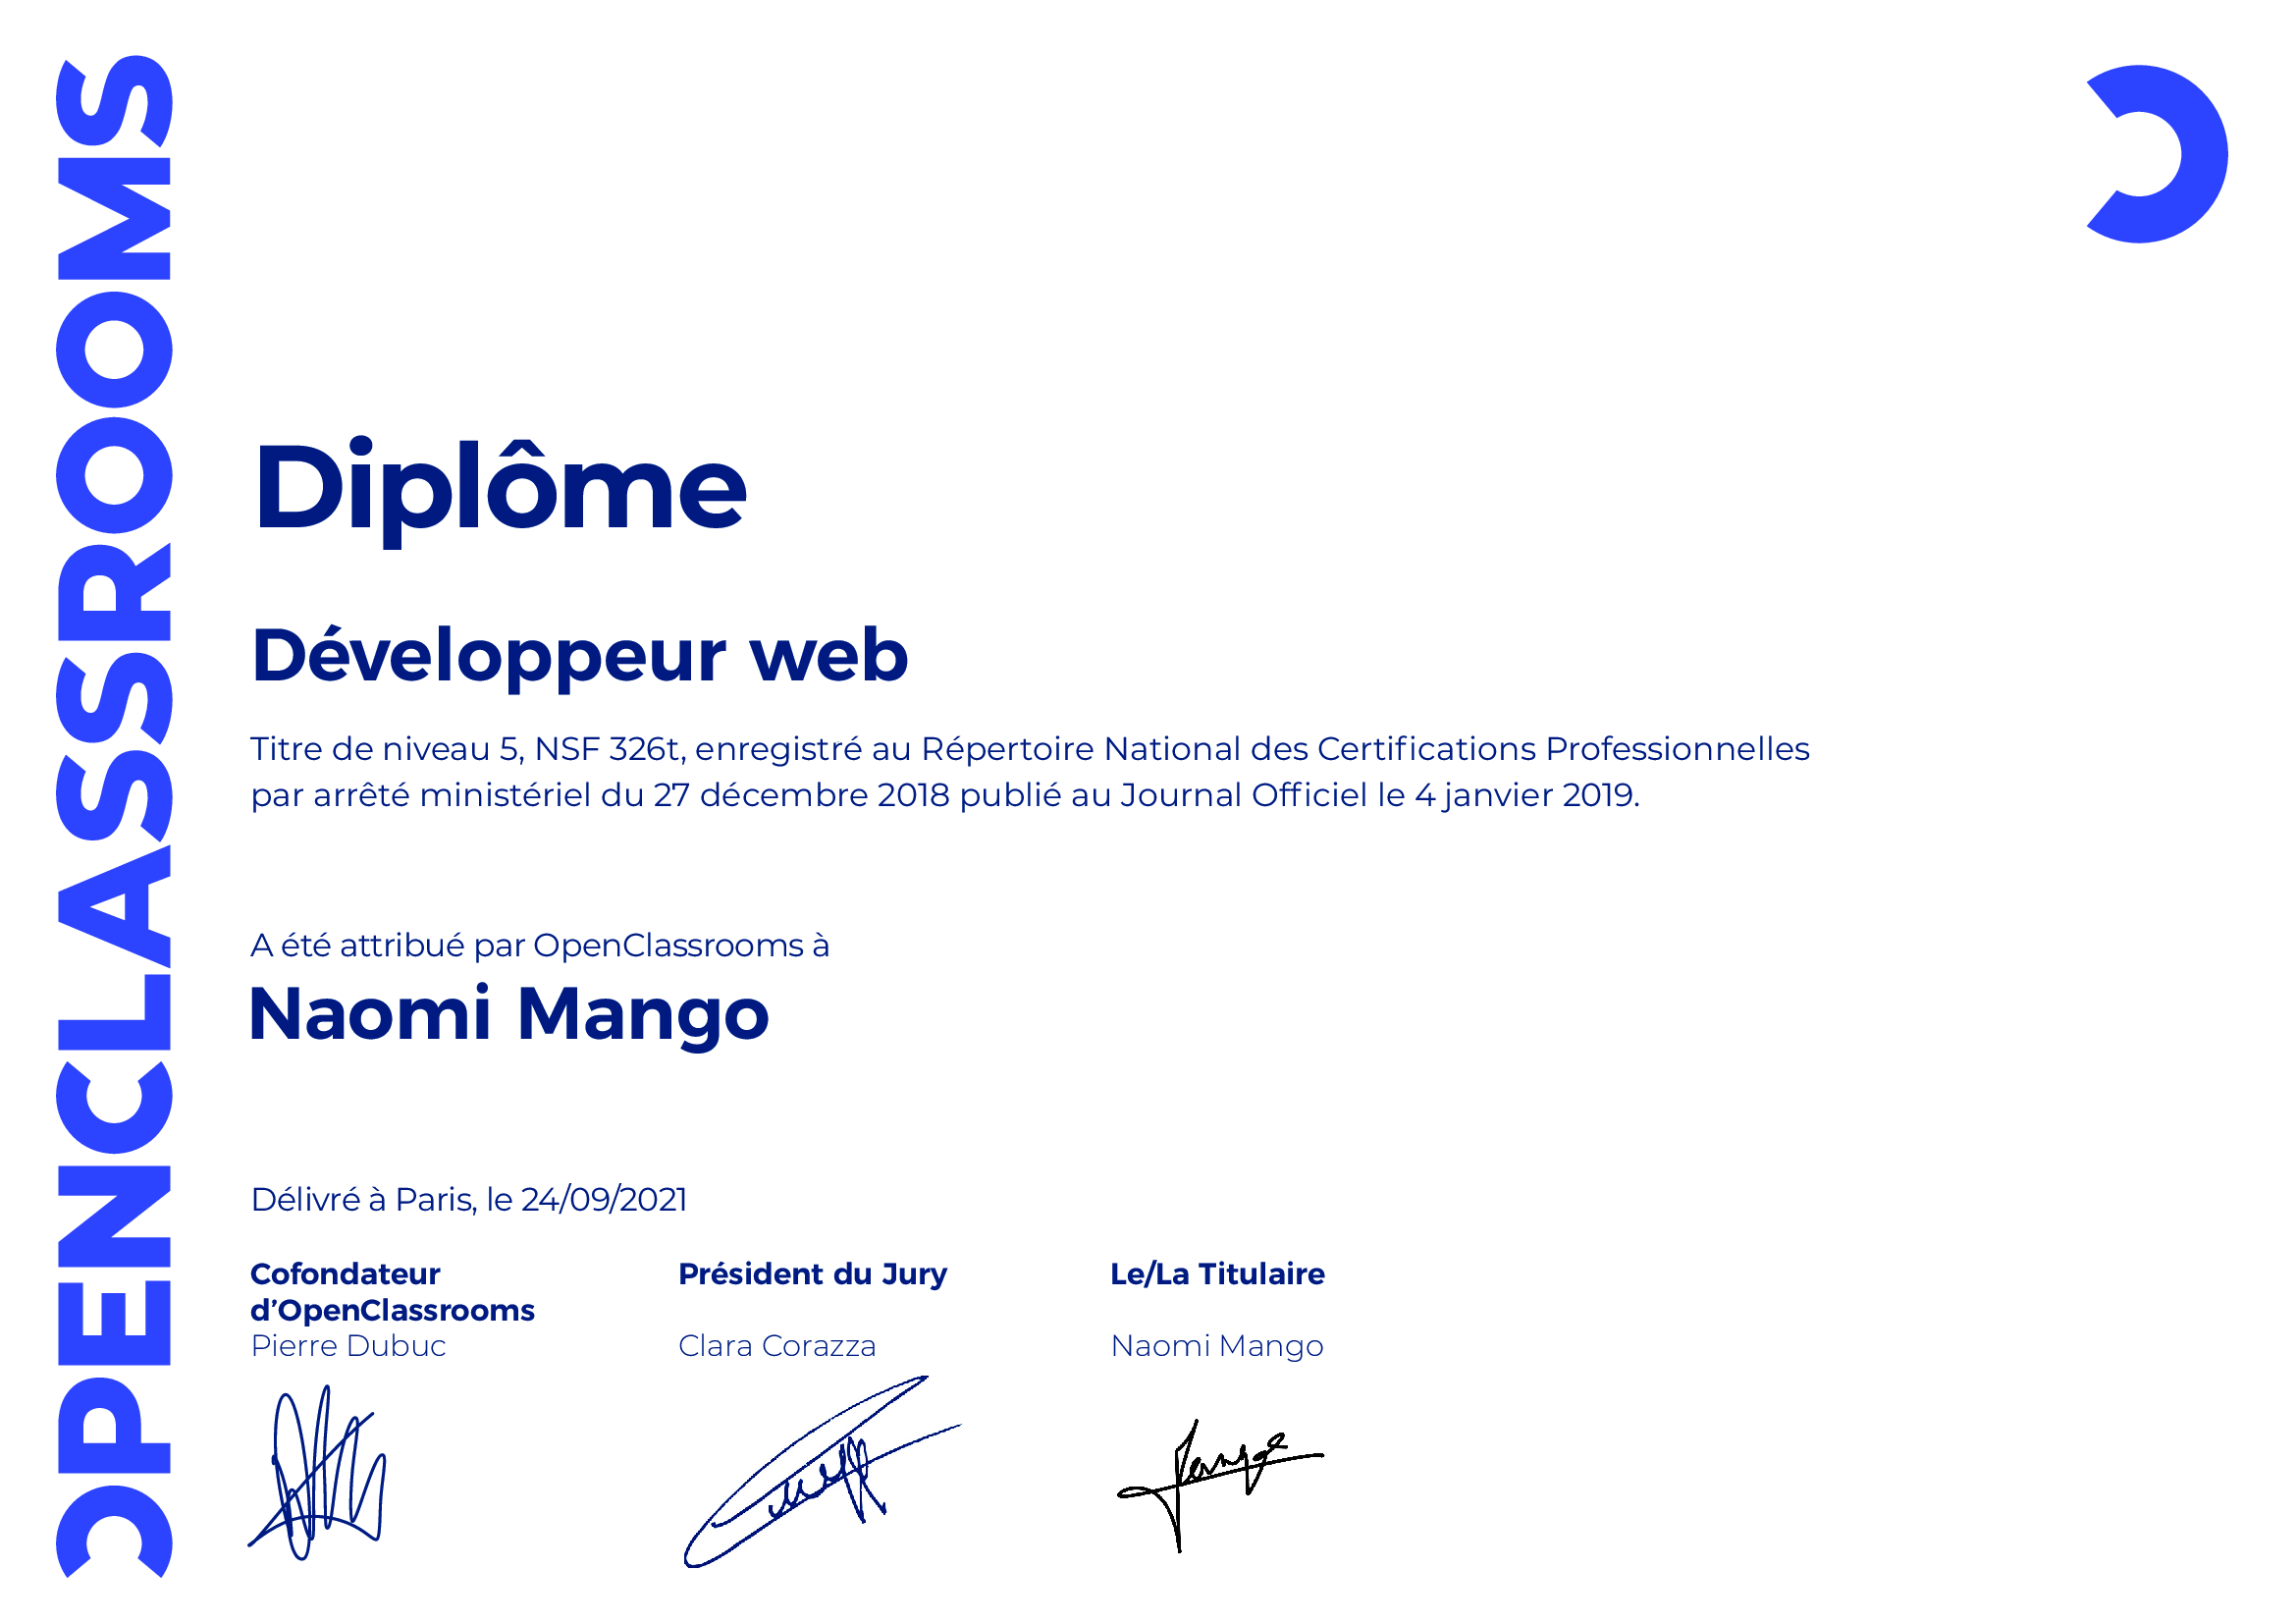 OPENCLASSROOMS
Diplôme
Développeur web
Titre de niveau 5, NSF 326t, enregistré au Répertoire National des Certifications Professionnelles
par arrêté ministériel du 27 décembre 2018 publié au Journal Officiel le 4 janvier 2019.
A été attribué par OpenClassrooms à
Naomi Mango
Délivré à Paris, le 24/09/2021
Cofondateur
d’OpenClassrooms
Pierre Dubuc
Président du Jury
Clara Corazza
Le/La Titulaire
Naomi Mango